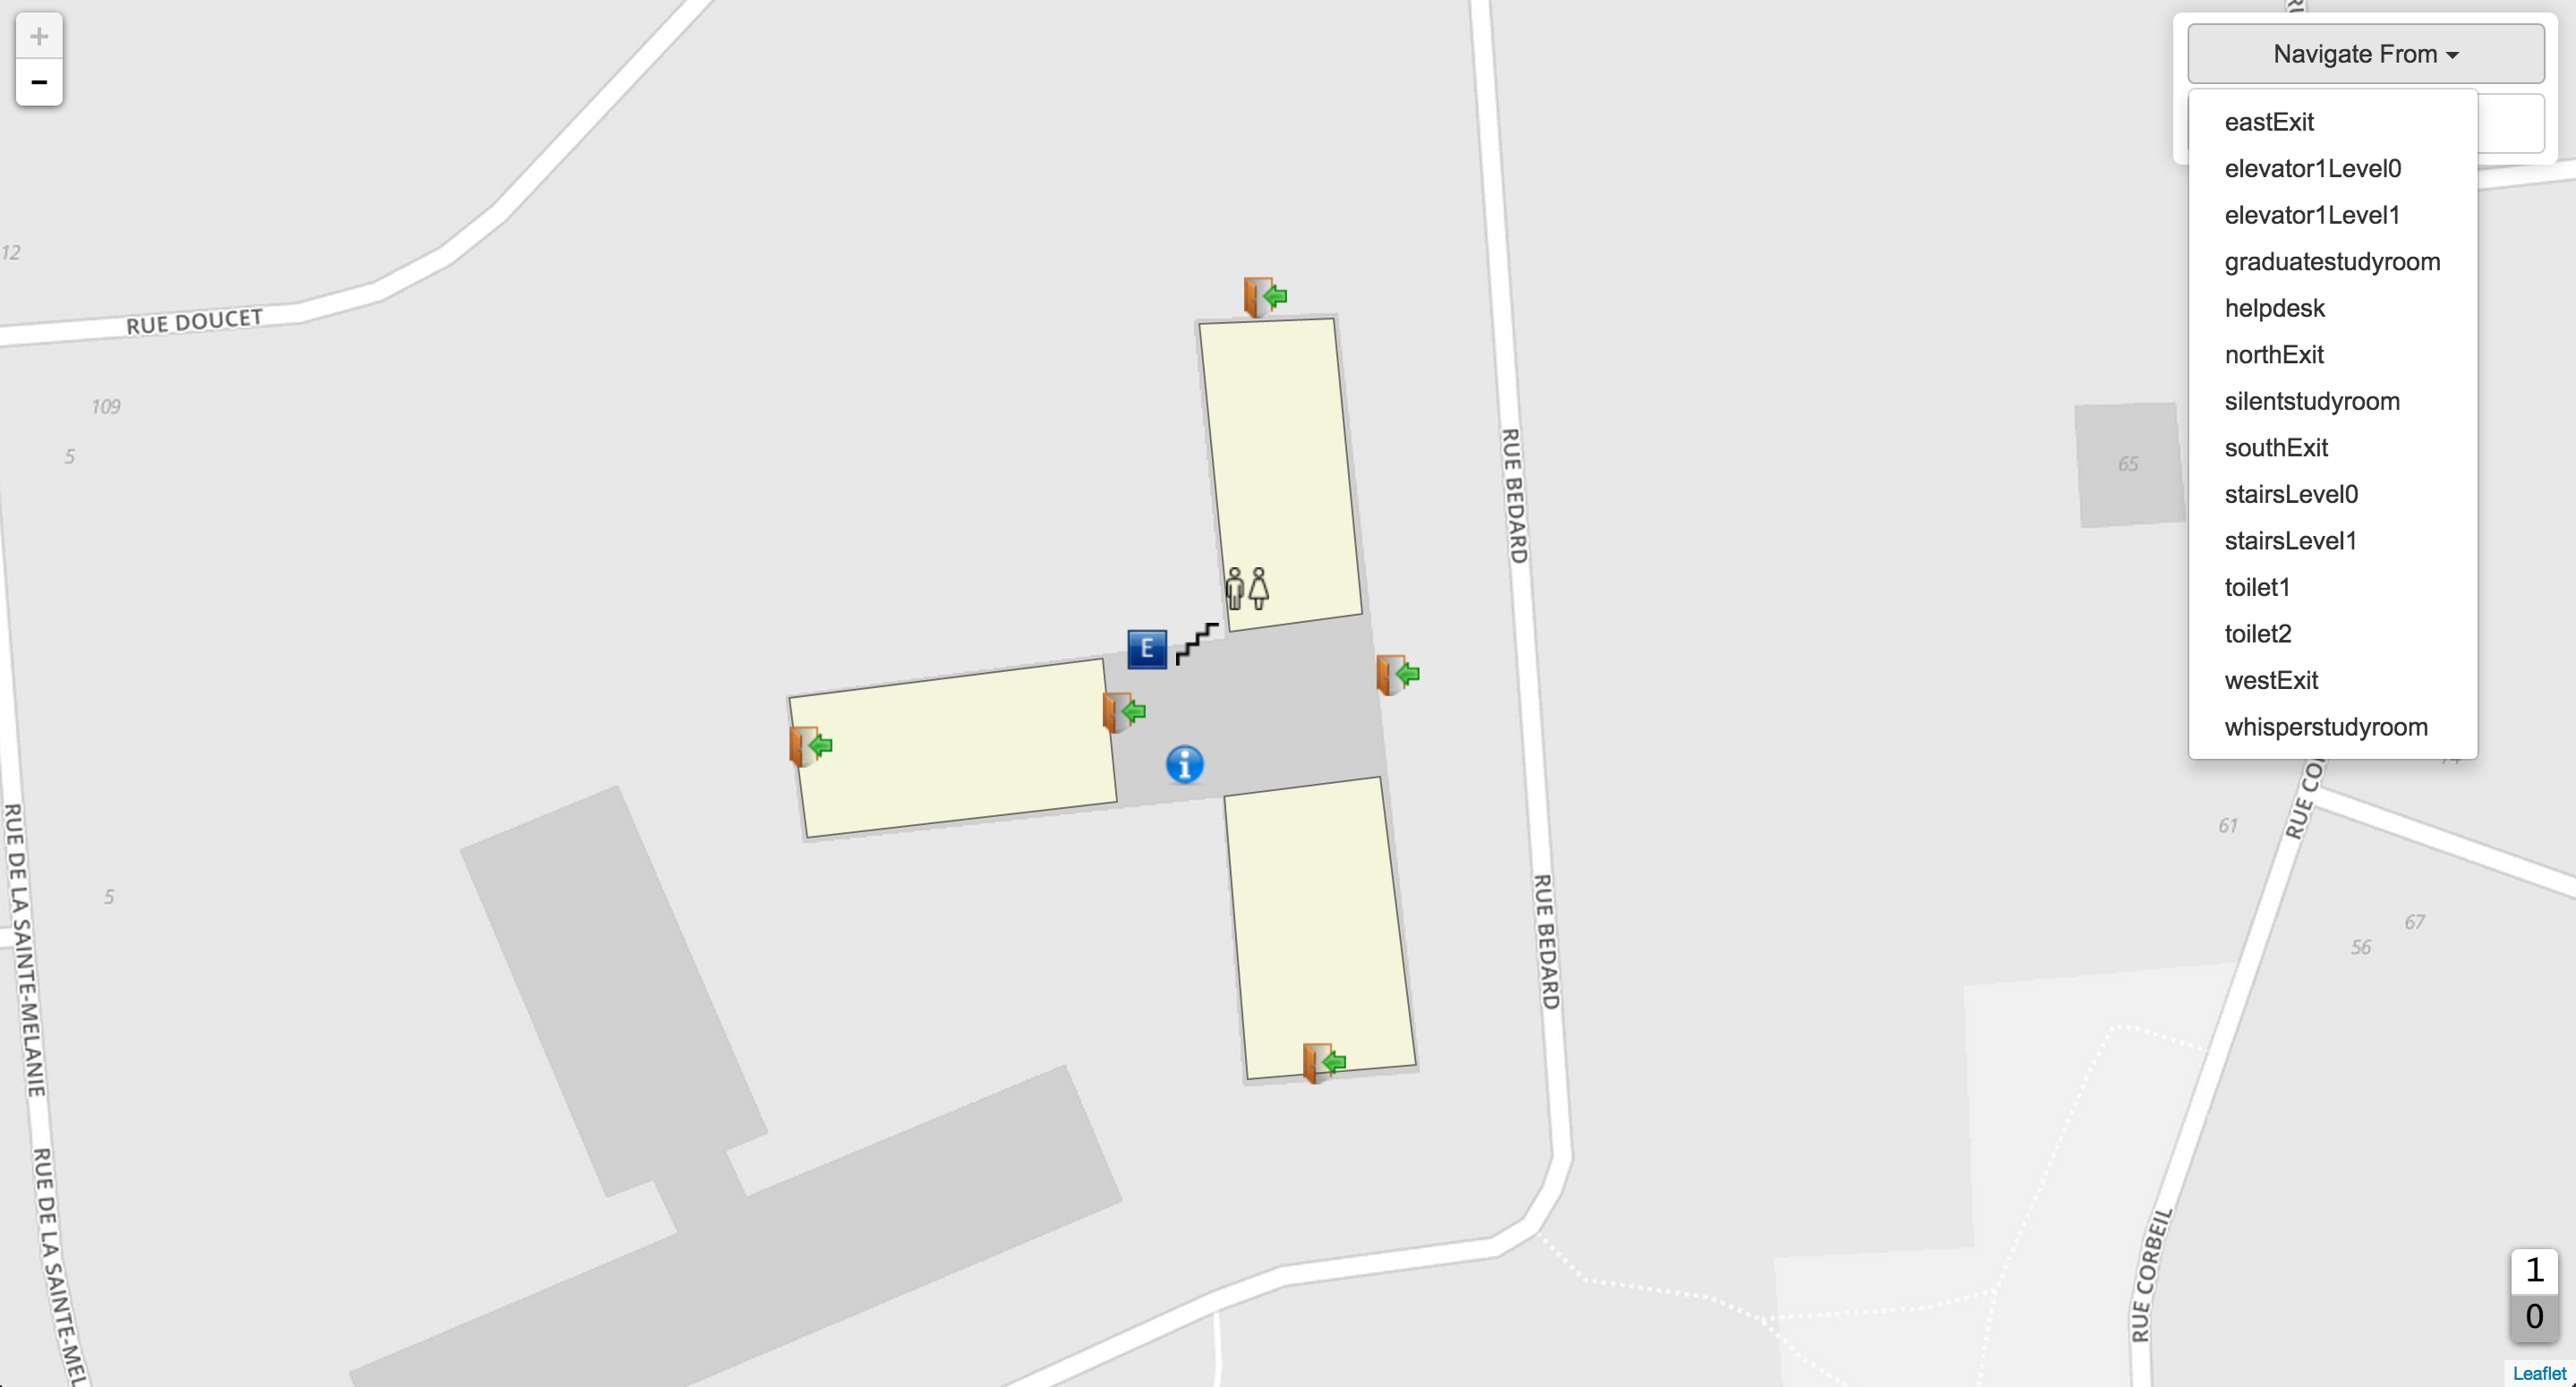 +
-
Navigate From
eastExit
elevator1Level0
elevator1Level1
graduatestudyroom
helpdesk
northExit
silentstudyroom
southExit
stairsLevel0
stairsLevel1
toilet1
toilet2
westExit
whisperstudyroom
12
RUE DOUCET
109
5
RUE BEDARD
65
E
i
61
RUE CO
RUE DE LA SAINTE-MELANIE
5
RUE BEDARD
67
56
RUE DE LA SAINTE-MEL
RUE CORBEIL
1
0
Leaflet